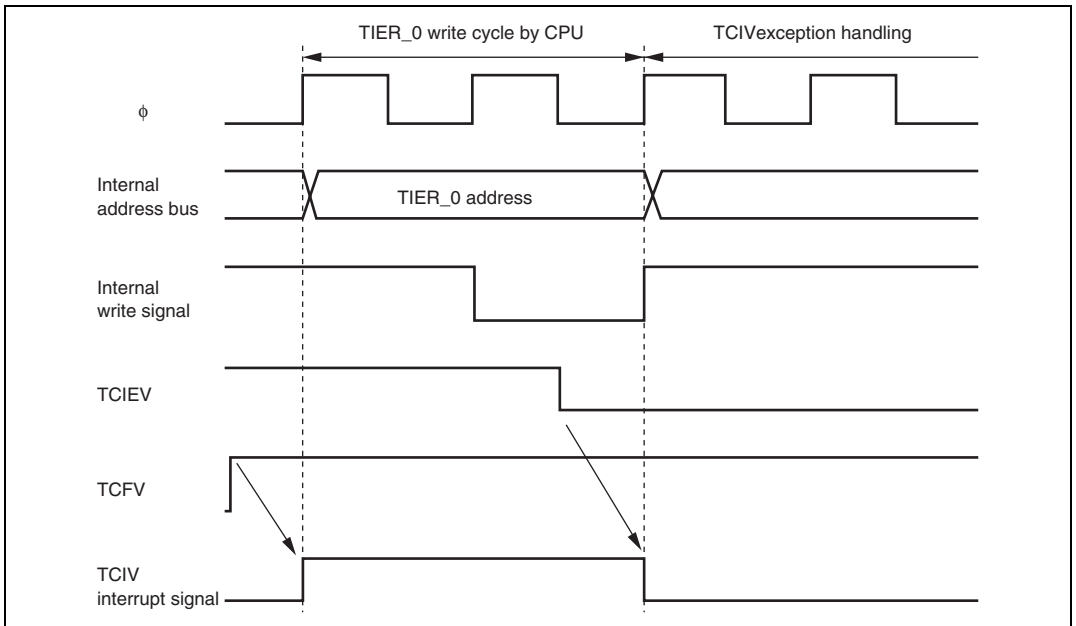 TIER_0 write cycle by CPU
TCIVexception handling
ϕ
Internal
address bus
TIER_0 address
Internal
write signal
TCIEV
TCFV
TCIV
interrupt signal